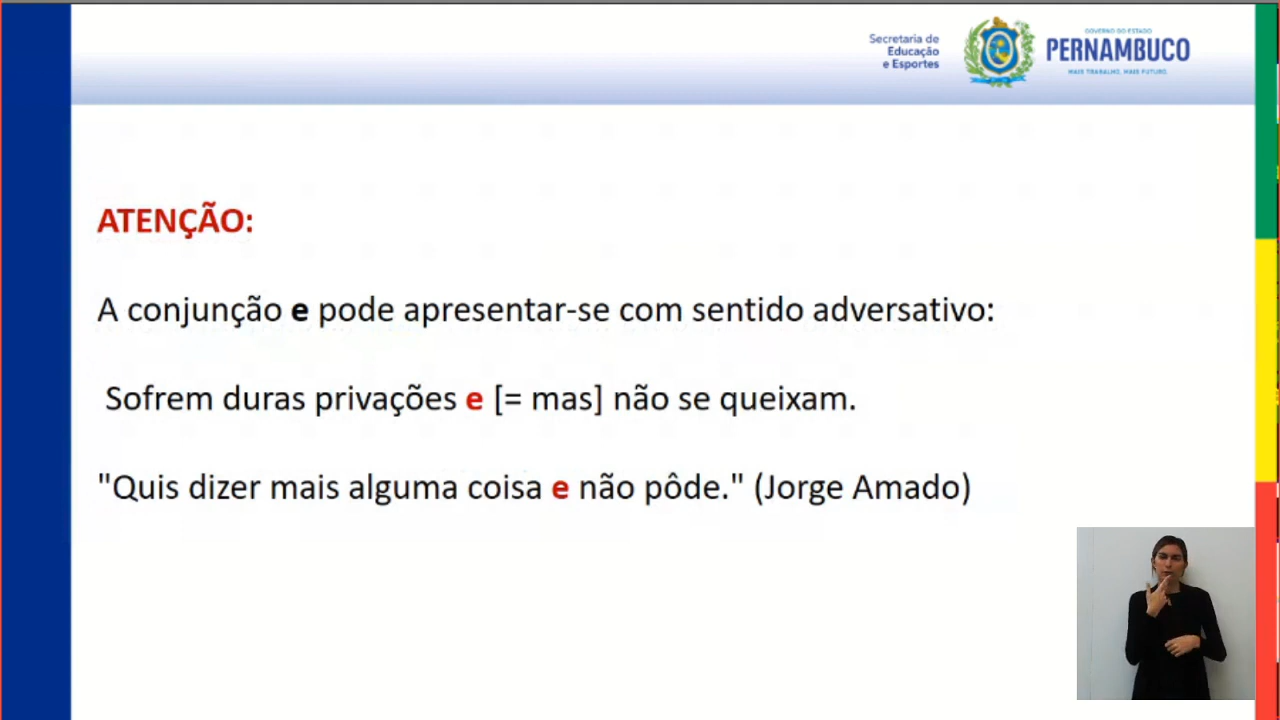 Secretaria de
Educação
e Esportes
GOVERNO DO ESTADO
PERNAMBUCO
MAIS TRABALHO, MAIS FUTURO.
ATENÇÃO:
A conjunção e pode apresentar-se com sentido adversativo:
Sofrem duras privações e [= mas] não se queixam.
"Quis dizer mais alguma coisa e não pôde." (Jorge Amado)